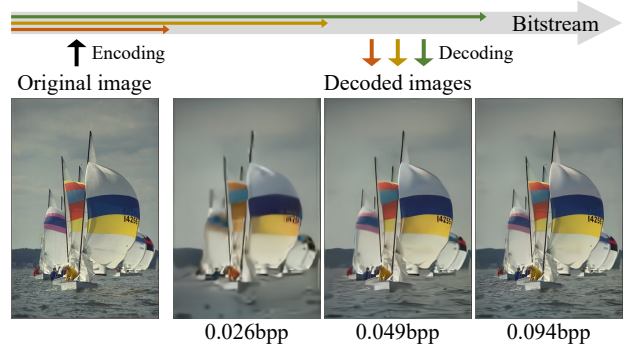 Bitstream
Encoding
Decoding
Original image
Decoded images
0.026bpp
0.049bpp
0.094bpp